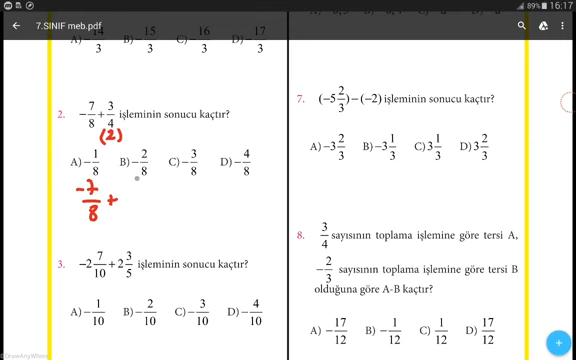 89% 16:17
7.SINIF meb.pdf
A) -14/3 B) -15/3 C) -16/3 D) -17/3
2. -7/8 + 3/4 işleminin sonucu kaçtır?
(2)
A) -1/8 B) -2/8 C) -3/8 D) -4/8
-7/8 +
3. -2 7/10 + 2 3/5 işleminin sonucu kaçtır?
A) -1/10 B) -2/10 C) -3/10 D) -4/10
7. (-5 2/3) - (-2) işleminin sonucu kaçtır?
A) -3 2/3 B) -3 1/3 C) 3 1/3 D) 3 2/3
8. 3/4 sayısının toplama işlemine göre tersi A,
-2/3 sayısının toplama işlemine göre tersi B
olduğuna göre A-B kaçtır?
A) -17/12 B) -1/12 C) 1/12 D) 17/12